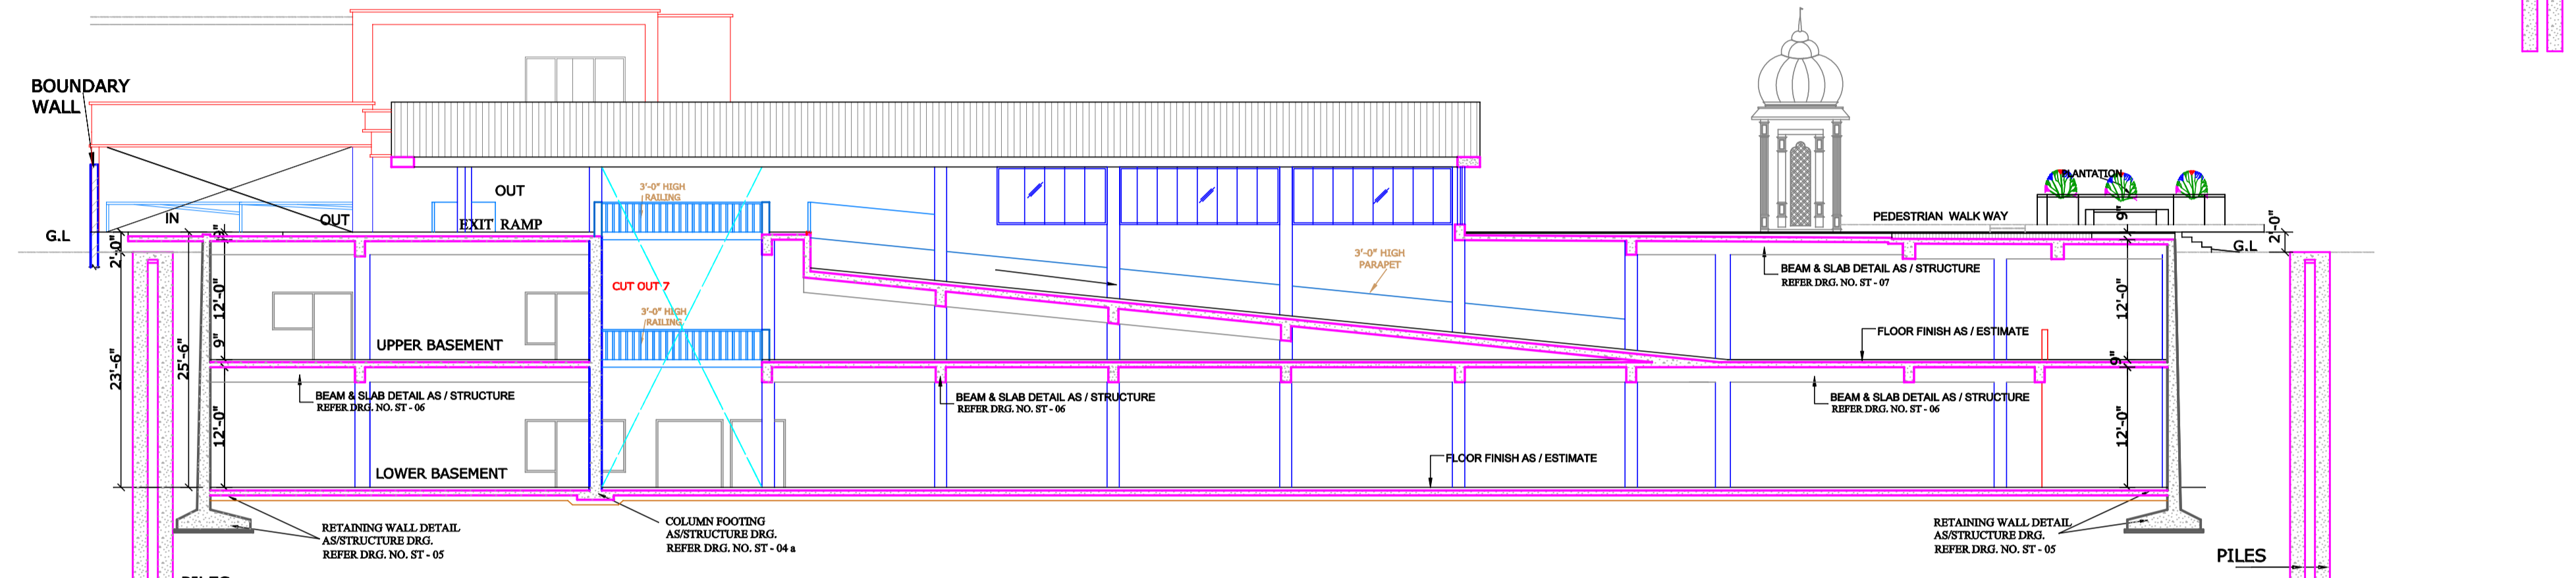 BOUNDARY
WALL
3'-0" HIGH
RAILING
OUT
IN
OUT
EXIT RAMP
G.L
PLANTATION
9"
PEDESTRIAN WALK WAY
2'-0"
G.L
2'-0"
9"
3'-0" HIGH
PARAPET
BEAM & SLAB DETAIL AS / STRUCTURE
REFER DRG. NO. ST - 07
CUT OUT 7
12'-0"
12'-0"
3'-0" HIGH
RAILING
FLOOR FINISH AS / ESTIMATE
UPPER BASEMENT
9"
9"
23'-6"
25'-6"
BEAM & SLAB DETAIL AS / STRUCTURE
REFER DRG. NO. ST - 06
BEAM & SLAB DETAIL AS / STRUCTURE
REFER DRG. NO. ST - 06
BEAM & SLAB DETAIL AS / STRUCTURE
REFER DRG. NO. ST - 06
12'-0"
12'-0"
FLOOR FINISH AS / ESTIMATE
LOWER BASEMENT
RETAINING WALL DETAIL
AS/STRUCTURE DRG.
REFER DRG. NO. ST - 05
COLUMN FOOTING
AS/STRUCTURE DRG.
REFER DRG. NO. ST - 04 a
RETAINING WALL DETAIL
AS/STRUCTURE DRG.
REFER DRG. NO. ST - 05
PILES